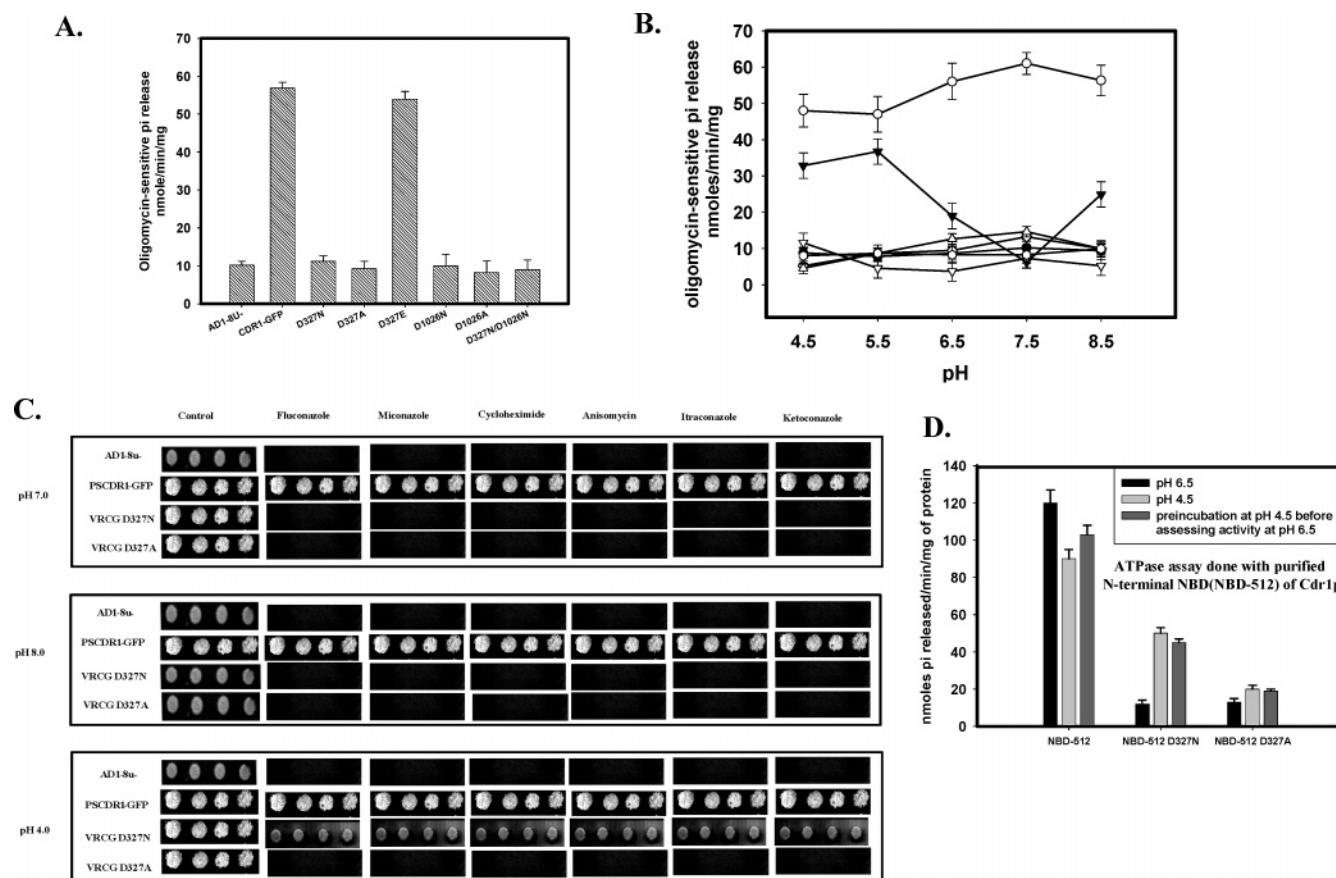 A.
Oligomycin-sensitive pi release
nmole/min/mg
70
60
50
40
30
20
10
0
AD1-8U-
CDR1-GFP
D327N
D327A
D327E
D1026N
D1026A
D327N/D1026N
B.
oligomycin-sensitive pi release
nmoles/min/mg
70
60
50
40
30
20
10
0
4.5
5.5
6.5
7.5
8.5
pH
C.
Control
Fluconazole
Miconazole
Cycloheximide
Anisomycin
Itraconazole
Ketoconazole
pH 7.0
AD1-8u-
PSCDR1-GFP
VRCG D327N
VRCG D327A
pH 8.0
AD1-8u-
PSCDR1-GFP
VRCG D327N
VRCG D327A
pH 4.0
AD1-8u-
PSCDR1-GFP
VRCG D327N
VRCG D327A
D.
nmoles pi released/min/mg of protein
140
120
100
80
60
40
20
0
pH 6.5
pH 4.5
preincubation at pH 4.5 before
assessing activity at pH 6.5
ATPase assay done with purified
N-terminal NBD(NBD-512) of Cdr1p
NBD-512
NBD-512 D327N
NBD-512 D327A